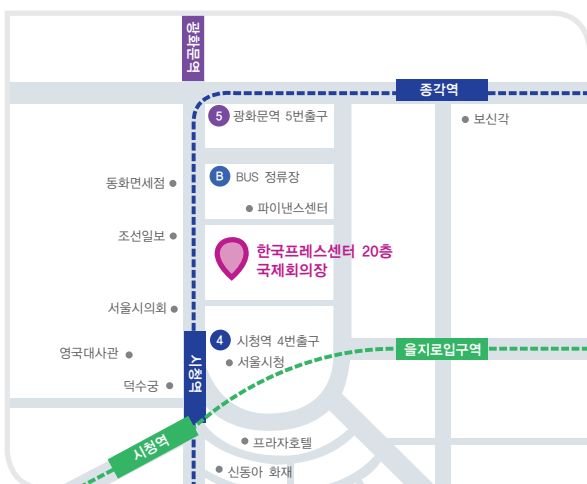 광화문역
종각역
5 광화문역 5번출구
보신각
B BUS 정류장
동화면세점
파이낸스센터
조선일보
한국프레스센터 20층
국제회의장
서울시의회
4 시청역 4번출구
을지로입구역
영국대사관
서울시청
시청역
덕수궁
시청역
프라자호텔
신동아 화재